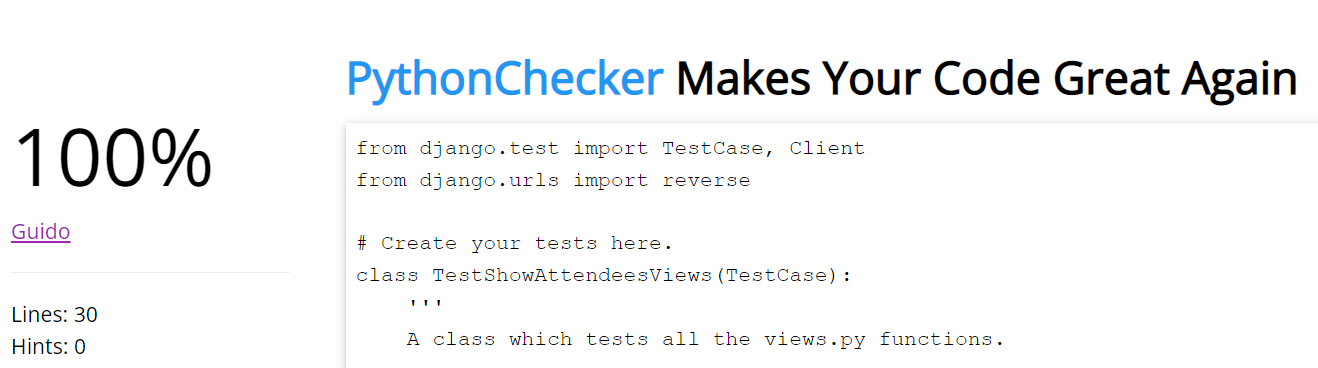 PythonChecker Makes Your Code Great Again
100%
Guido
Lines: 30
Hints: 0
from django.test import TestCase, Client
from django.urls import reverse
# Create your tests here.
class TestShowAttendeesViews(TestCase):
'''
A class which tests all the views.py functions.